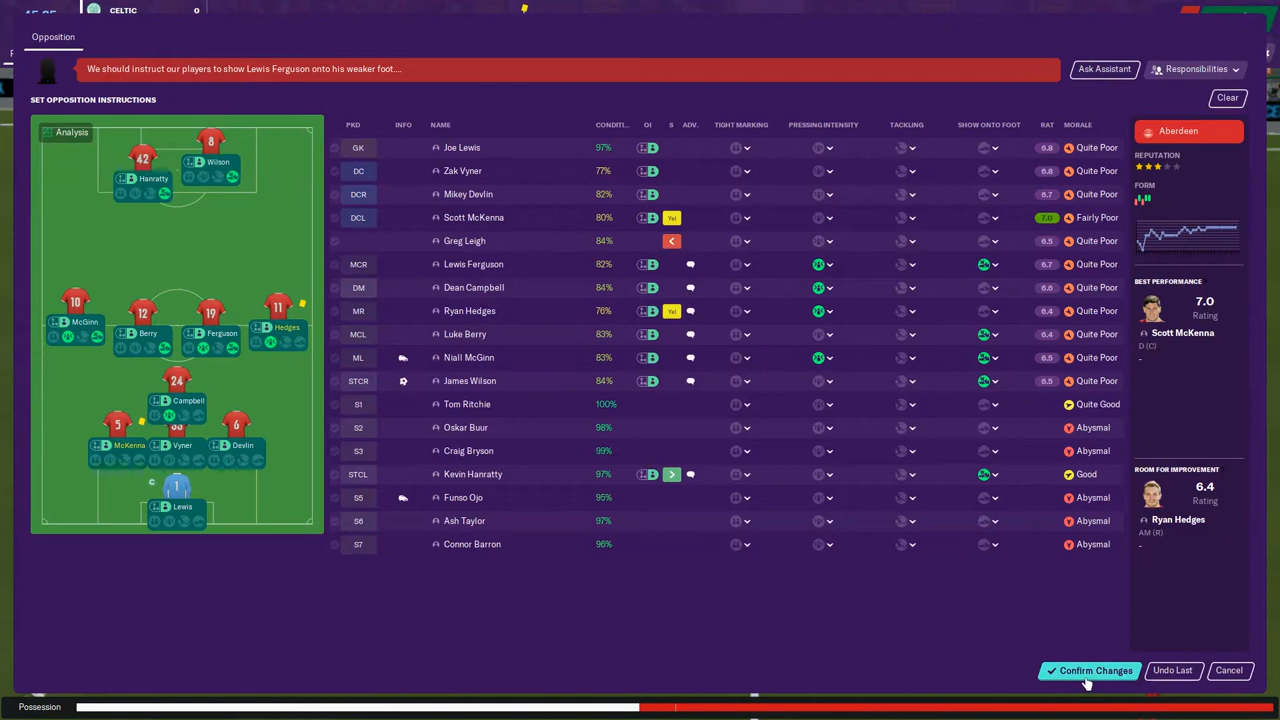 CELTIC 0
Opposition
We should instruct our players to show Lewis Ferguson onto his weaker foot....
Ask Assistant
Responsibilities
SET OPPOSITION INSTRUCTIONS
Clear
Analysis
8
Wilson
42
Hanratty
10
McGinn
12
Berry
19
Ferguson
11
Hedges
24
Campbell
5
McKenna
Vyner
6
Devlin
C
1
Lewis
PKD INFO NAME CONDITI... OI S ADV. TIGHT MARKING PRESSING INTENSITY TACKLING SHOW ONTO FOOT RAT MORALE
GK Joe Lewis 97% 6.8 Quite Poor
DC Zak Vyner 77% 6.8 Quite Poor
DCR Mikey Devlin 82% 6.7 Quite Poor
DCL Scott McKenna 80% Yel 7.0 Fairly Poor
Greg Leigh 84% 6.5 Quite Poor
MCR Lewis Ferguson 82% 6.7 Quite Poor
DM Dean Campbell 84% 6.6 Quite Poor
MR Ryan Hedges 76% Yel 6.4 Quite Poor
MCL Luke Berry 83% 6.4 Quite Poor
ML Niall McGinn 83% 6.5 Quite Poor
STCR James Wilson 84% 6.5 Quite Poor
S1 Tom Ritchie 100% Quite Good
S2 Oskar Buur 98% Abysmal
S3 Craig Bryson 99% Abysmal
STCL Kevin Hanratty 97% Good
S5 Funso Ojo 95% Abysmal
S6 Ash Taylor 97% Abysmal
S7 Connor Barron 96% Abysmal
Aberdeen
REPUTATION
FORM
BEST PERFORMANCE
7.0
Rating
Scott McKenna
D (C)
-
ROOM FOR IMPROVEMENT
6.4
Rating
Ryan Hedges
AM (R)
-
Confirm Changes
Undo Last
Cancel
Possession